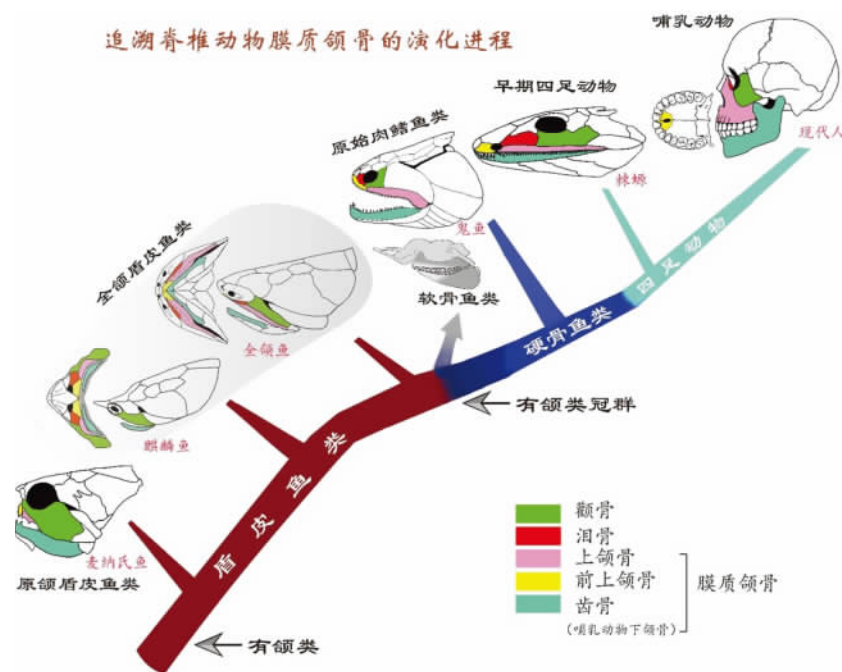 追溯脊椎动物膜质颌骨的演化进程
哺乳动物
早期四足动物
现代人
原始肉鳍鱼类
棘螈
鬼鱼
全颌盾皮鱼类
软骨鱼类
四足动物
全颌鱼
硬骨鱼类
有颌类冠群
麒麟鱼
盾皮鱼类
麦纳氏鱼
原颌盾皮鱼类
有颌类
颧骨
泪骨
上颌骨
前上颌骨
膜质颌骨
齿骨
(哺乳动物下颌骨)